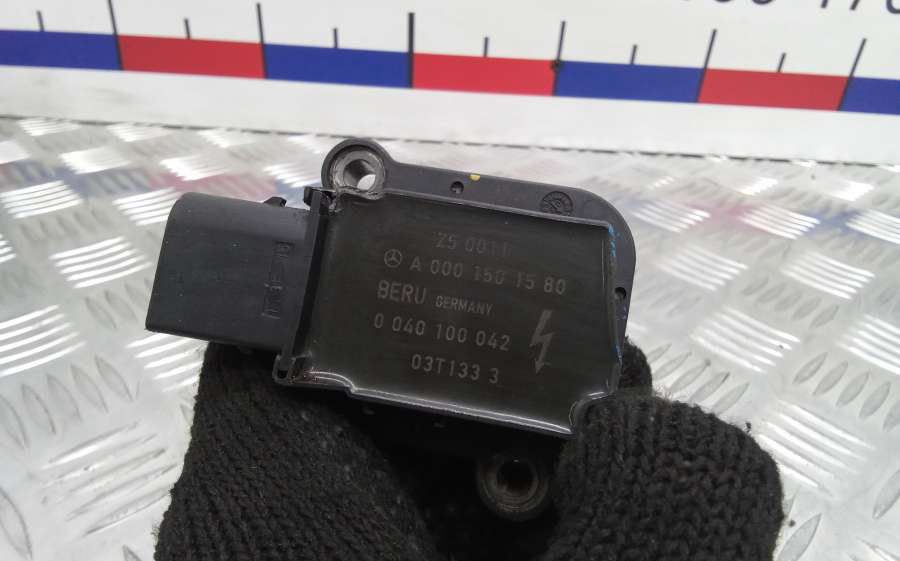 ZS 0011
A 000 150 15 80
BERU GERMANY
0 040 100 042
03T133 3